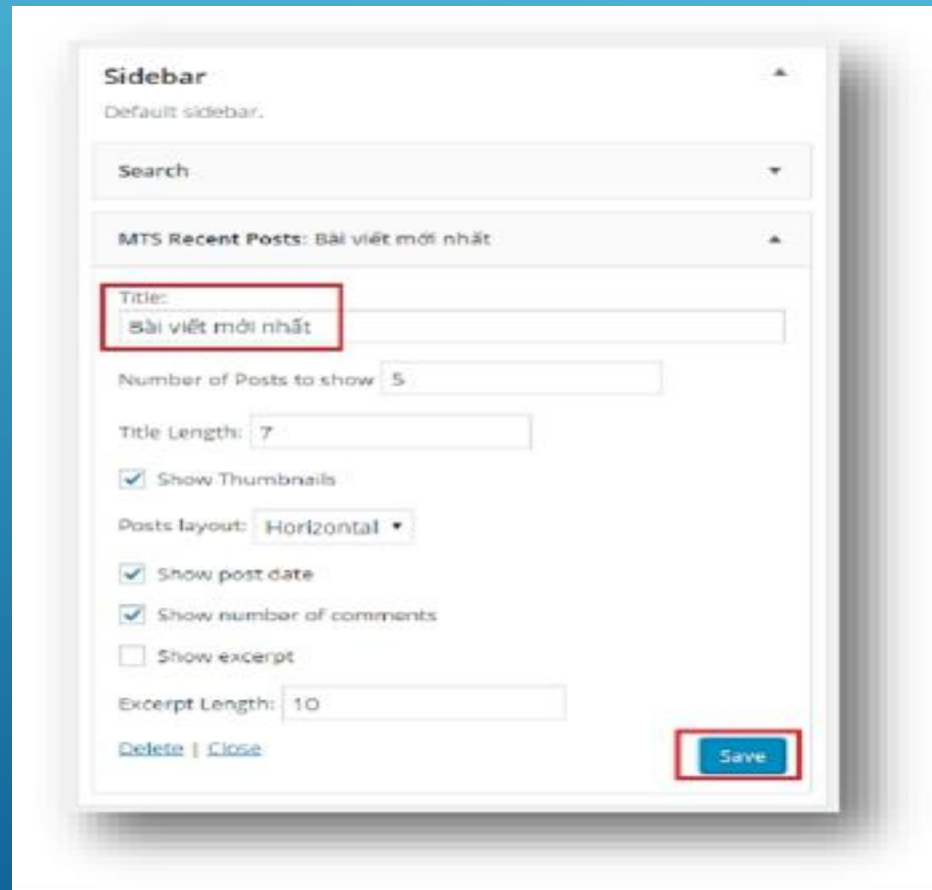 Sidebar
Default sidebar.
Search
MTS Recent Posts: Bài viết mới nhất
Title:
Bài viết mới nhất
Number of Posts to show 5
Title Length: 7
Show Thumbnails
Posts layout: Horizontal
Show post date
Show number of comments
Show excerpt
Excerpt Length: 10
Delete | Close
Save